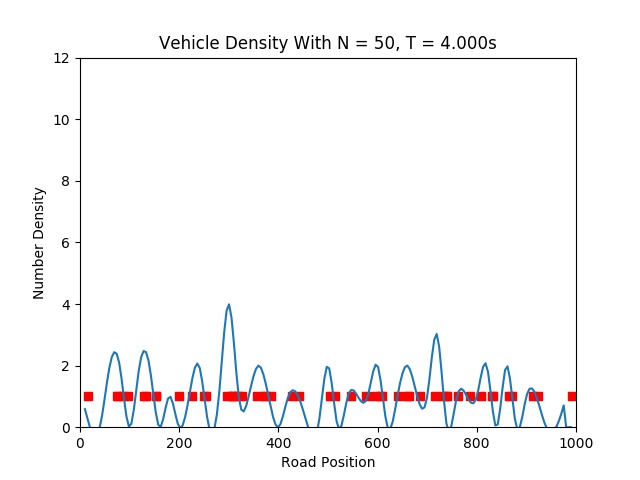 Vehicle Density With N = 50, T = 4.000s
12
10
8
6
4
2
0
Number Density
0 200 400 600 800 1000
Road Position